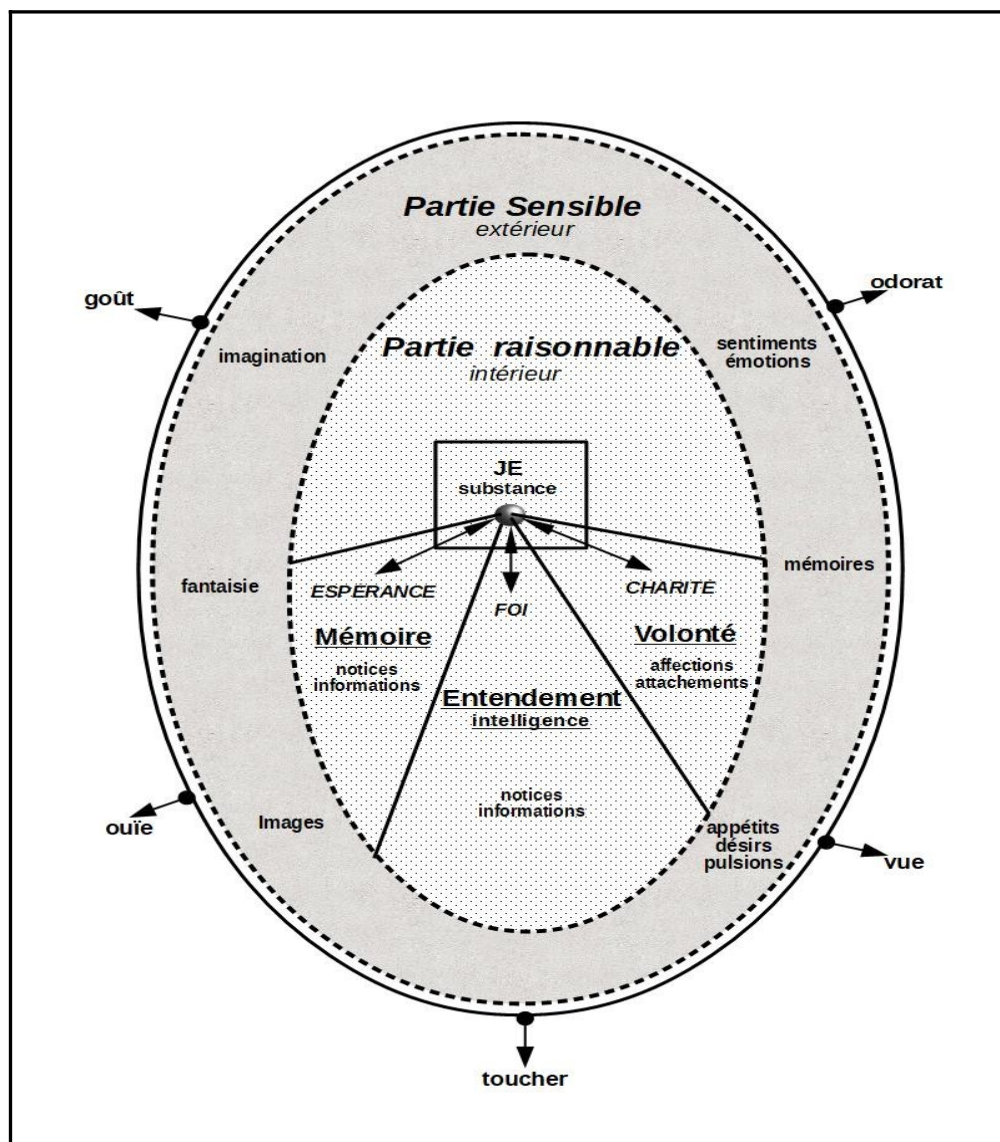 Partie Sensible
extérieur
goût
odorat
imagination
sentiments
émotions
Partie raisonnable
intérieur
JE
substance
fantaisie
mémoires
ESPERANCE
FOI
CHARITE
Mémoire
notices
informations
Volonté
affections
attachements
Entendement
intelligence
notices
informations
Images
appétits
désirs
pulsions
ouïe
vue
toucher